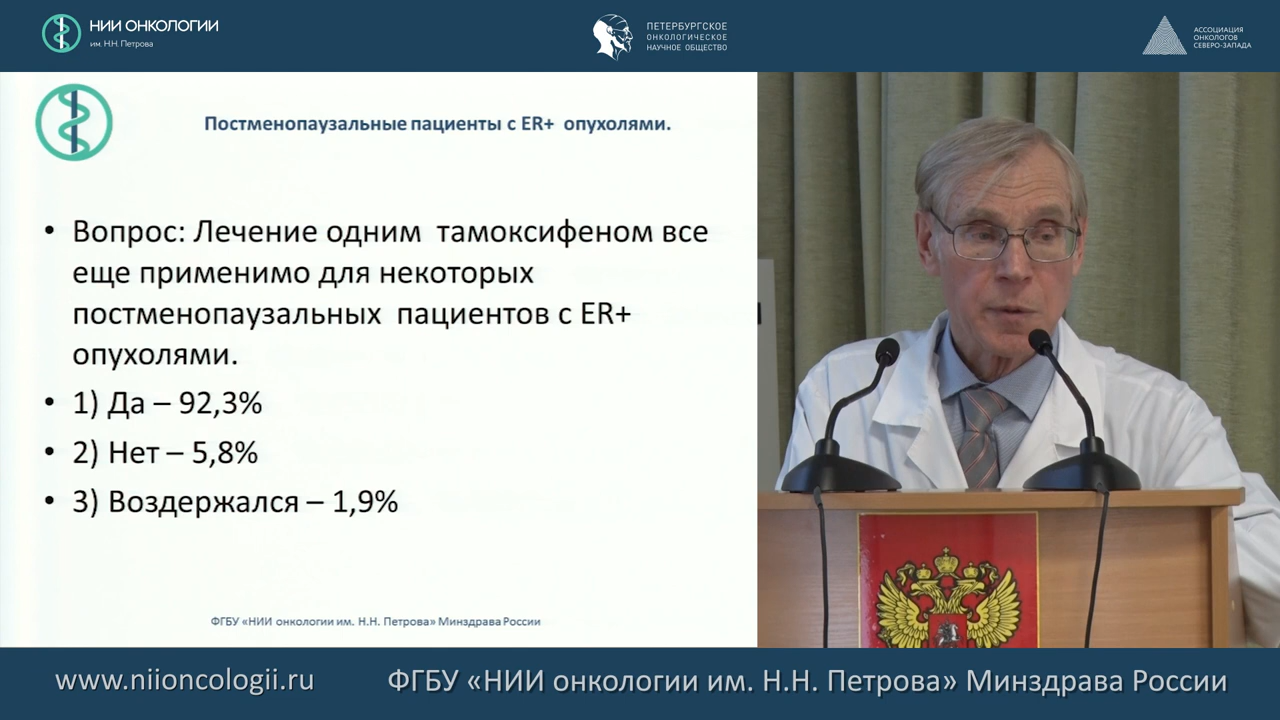 НИИ ОНКОЛОГИИ
им. Н.Н. Петрова
ПЕТЕРБУРГСКОЕ
ОНКОЛОГИЧЕСКОЕ
НАУЧНОЕ ОБЩЕСТВО
АССОЦИАЦИЯ
ОНКОЛОГОВ
СЕВЕРО-ЗАПАДА
Постменопаузальные пациенты с ER+ опухолями.
• Вопрос: Лечение одним тамоксифеном все
еще применимо для некоторых
постменопаузальных пациентов с ER+
опухолями.
• 1) Да – 92,3%
• 2) Нет – 5,8%
• 3) Воздержался – 1,9%
ФГБУ «НИИ онкологии им. Н.Н. Петрова» Минздрава России
www.niioncologii.ru
ФГБУ «НИИ онкологии им. Н.Н. Петрова» Минздрава России